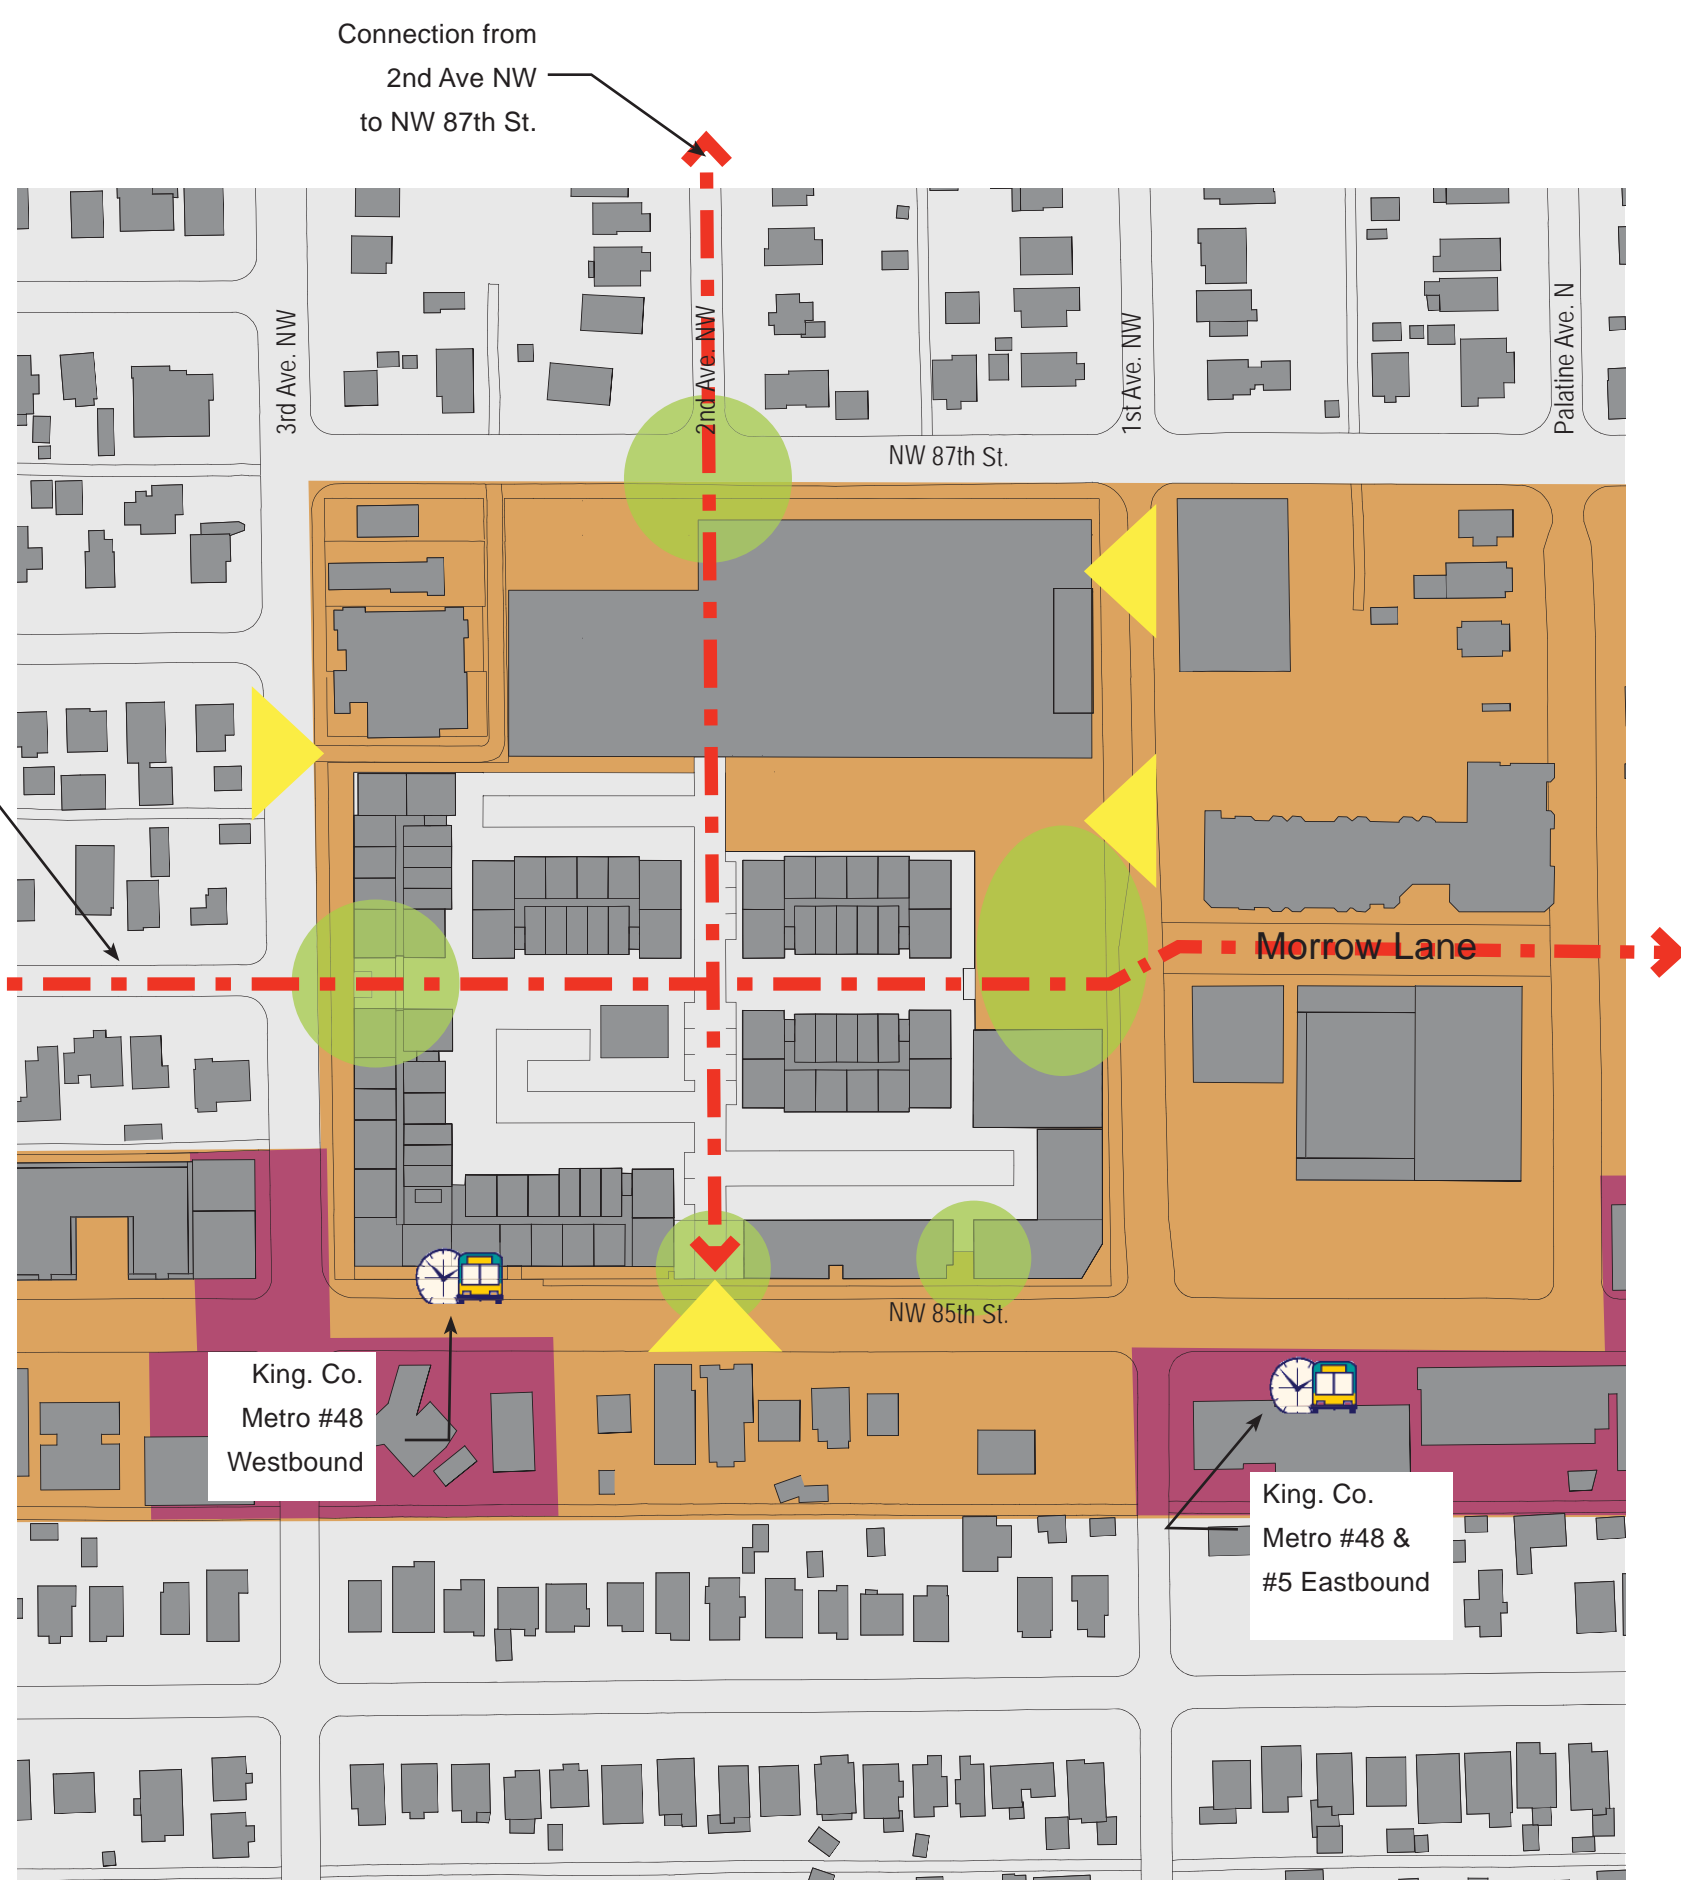 Connection from
2nd Ave NW
to NW 87th St.
3rd Ave. NW
2nd Ave. NW
1st Ave. NW
Palatine Ave. N
NW 87th St.
Morrow Lane
NW 85th St.
King. Co.
Metro #48
Westbound
King. Co.
Metro #48 &
#5 Eastbound